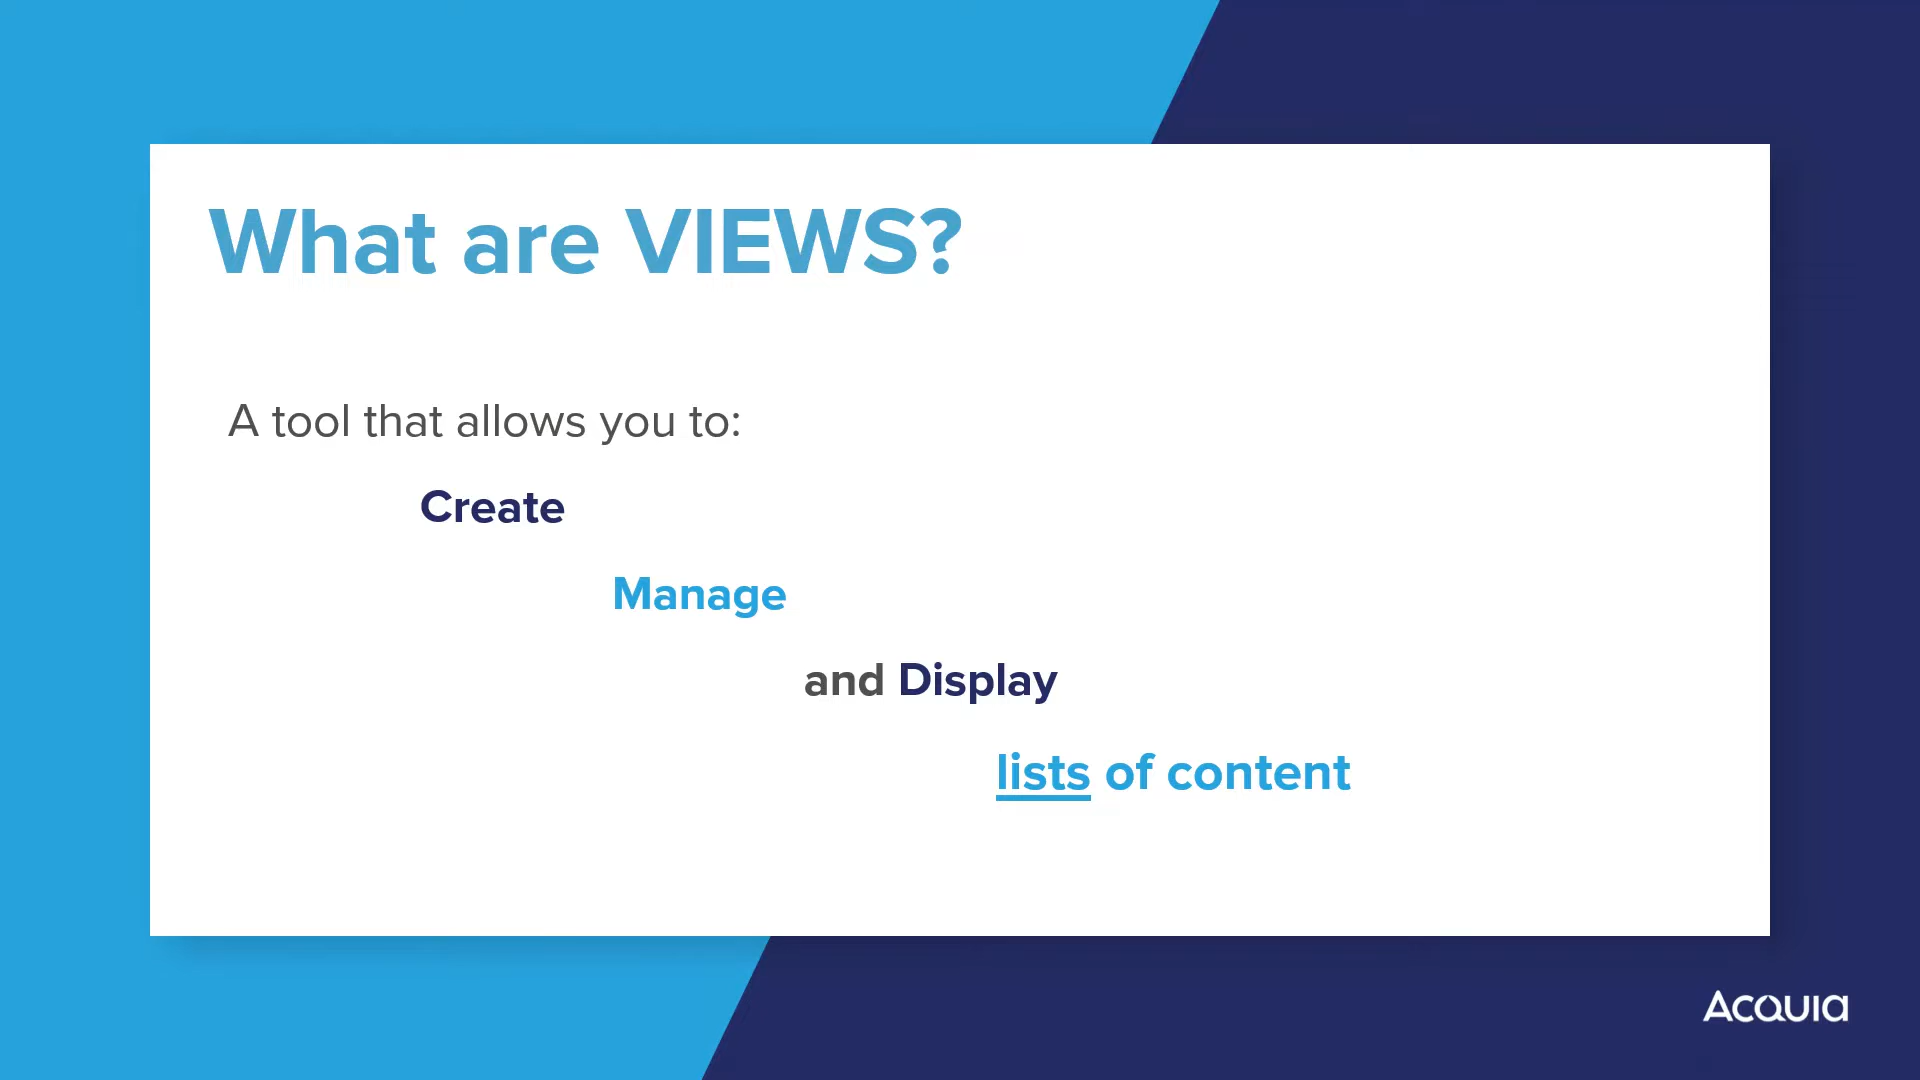 What are VIEWS?
A tool that allows you to:
Create
Manage
and Display
lists of content
Acquia